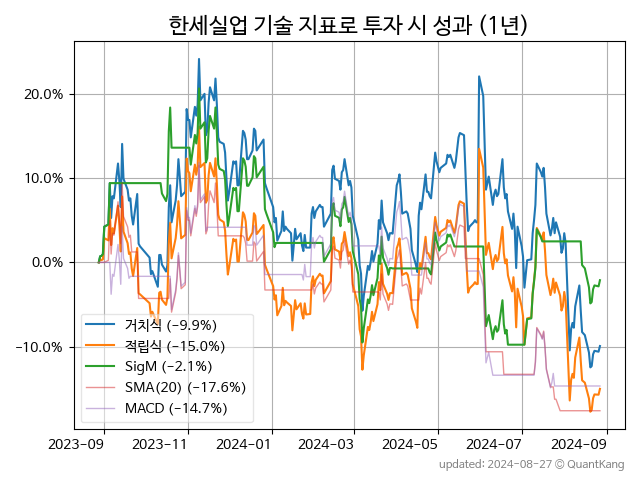 한세실업 기술 지표로 투자 시 성과 (1년)
20.0%
10.0%
0.0%
−10.0%
거치식 (−9.9%)
적립식 (−15.0%)
SigM (−2.1%)
SMA(20) (−17.6%)
MACD (−14.7%)
2023-09 2023-11 2024-01 2024-03 2024-05 2024-07 2024-09
updated: 2024-08-27 ⓒ QuantKang